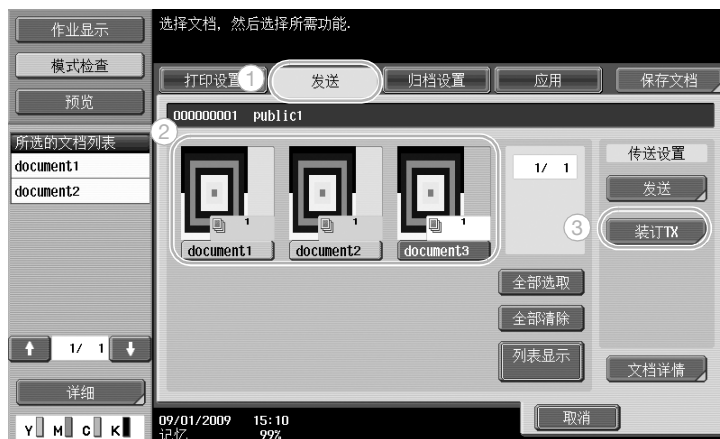 作业显示
模式检查
预览
所选的文档列表
document1
document2
1/ 1
详细
Y M C K
选择文档, 然后选择所需功能.
打印设置 1 发送 归档设置 应用 保存文档
000000001 public1
2
1 1 1
document1 document2 document3
1/ 1
传送设置
发送
3 装订TX
全部选取
全部清除
列表显示
文档详情
取消
09/01/2009 15:10
记忆 99%